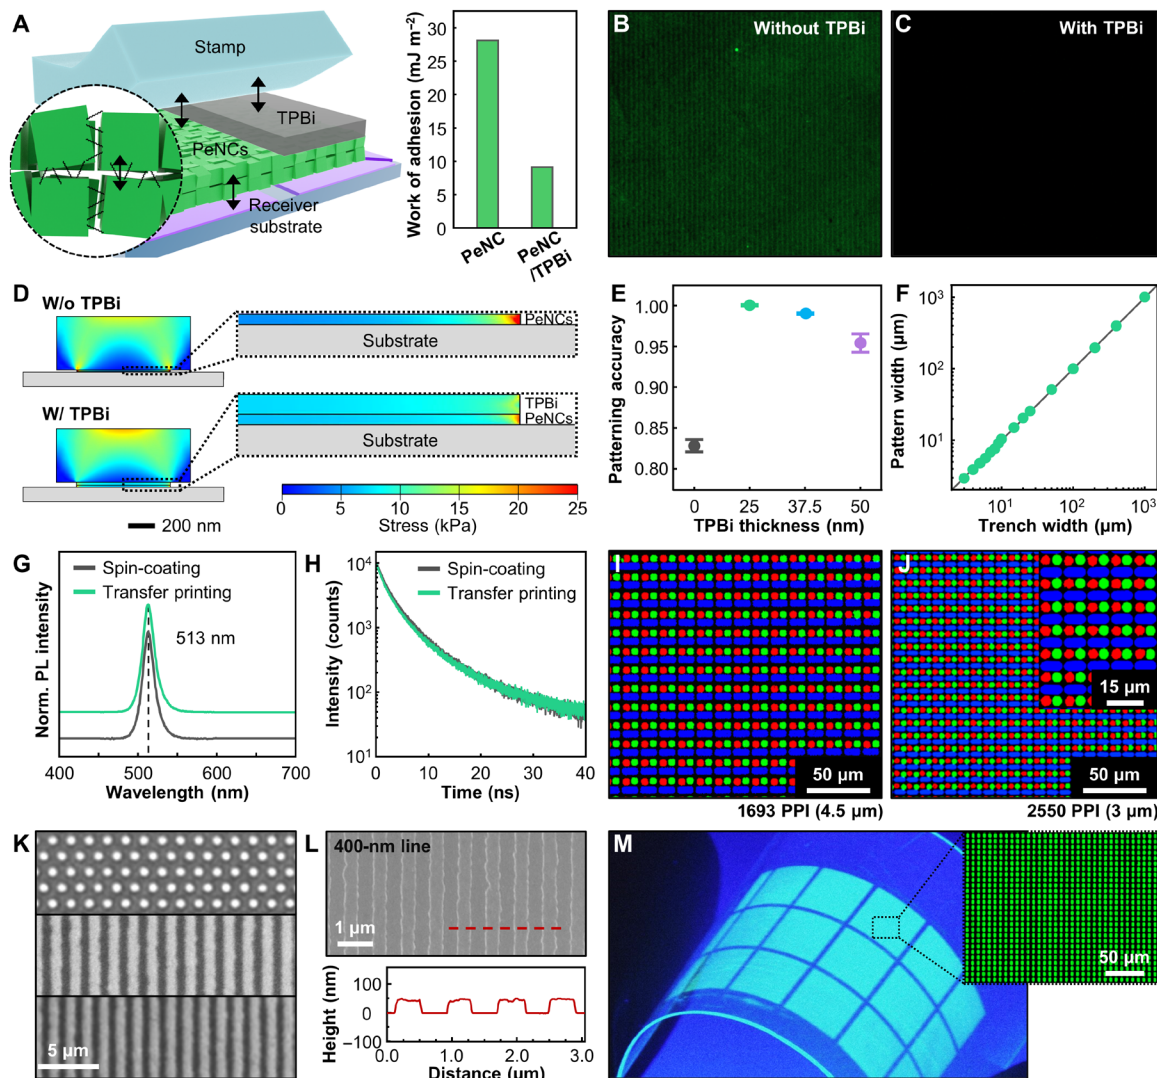 A
Stamp
TPBi
PeNCs
Receiver
substrate
Work of adhesion (mJ m⁻²)
30
25
20
15
10
5
0
PeNC
PeNC
/TPBi
B
Without TPBi
C
With TPBi
D
W/o TPBi
PeNCs
Substrate
W/ TPBi
TPBi
PeNCs
Substrate
200 nm
0 5 10 15 20 25
Stress (kPa)
E
Patterning accuracy
1.00
0.95
0.90
0.85
0.80
0 25 37.5 50
TPBi thickness (nm)
F
Pattern width (μm)
10³
10²
10¹
10¹ 10² 10³
Trench width (μm)
G
Spin-coating
Transfer printing
513 nm
Norm. PL intensity
400 500 600 700
Wavelength (nm)
H
Spin-coating
Transfer printing
Intensity (counts)
10⁴
10³
10²
10¹
0 10 20 30 40
Time (ns)
I
50 μm
1693 PPI (4.5 μm)
J
15 μm
50 μm
2550 PPI (3 μm)
K
5 μm
L
400-nm line
1 μm
Height (nm)
100
0
−100
0.0 1.0 2.0 3.0
Distance (μm)
M
50 μm